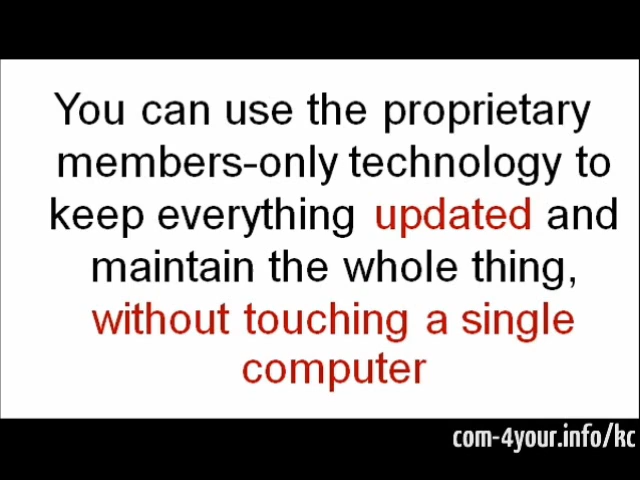 You can use the proprietary
members-only technology to
keep everything updated and
maintain the whole thing,
without touching a single
computer
com-4your.info/kc